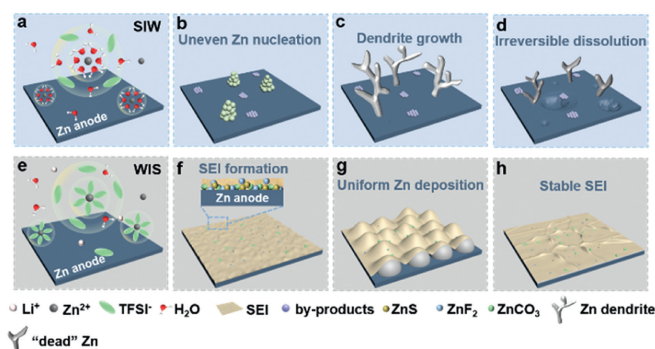 a SIW
Zn anode
b
Uneven Zn nucleation
c
Dendrite growth
d
Irreversible dissolution
e WIS
Zn anode
f
SEI formation
Zn anode
g
Uniform Zn deposition
h
Stable SEI
Li⁺ Zn²⁺ TFSI⁻ H₂O SEI by-products ZnS ZnF₂ ZnCO₃ Zn dendrite
“dead” Zn